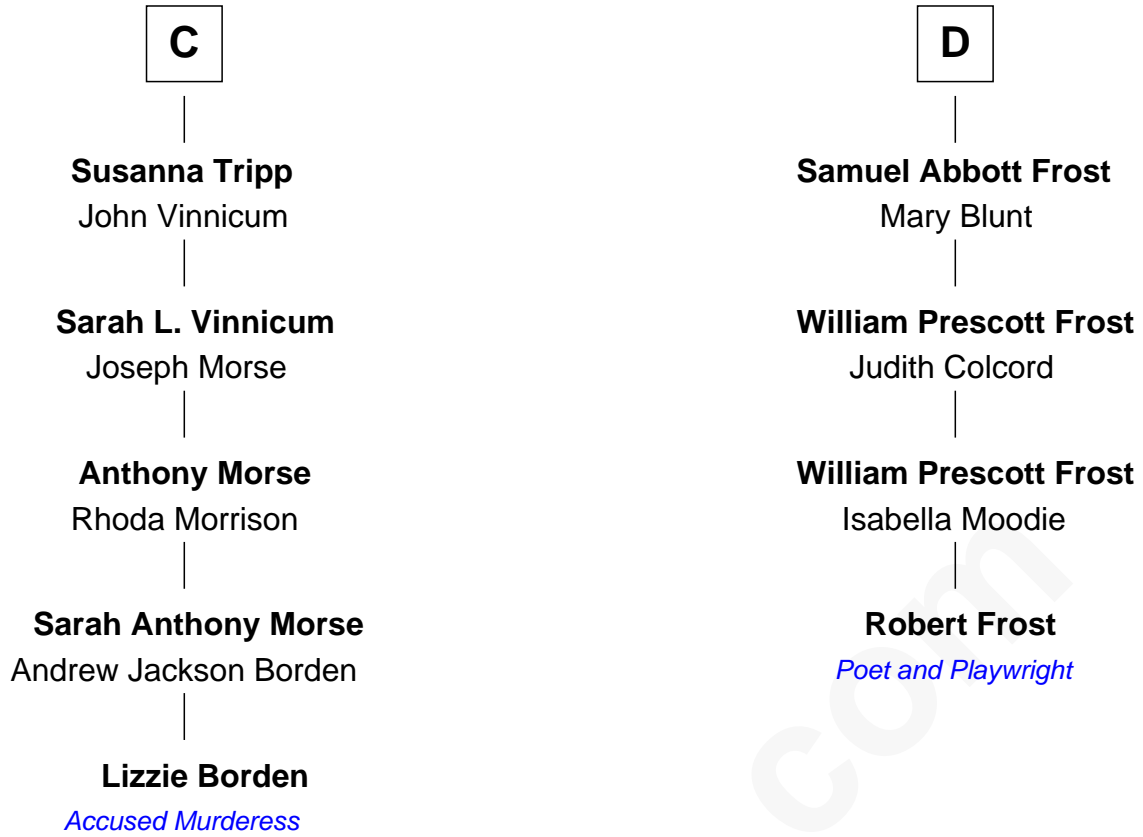 C
Susanna Tripp
John Vinnicum
Sarah L. Vinnicum
Joseph Morse
Anthony Morse
Rhoda Morrison
Sarah Anthony Morse
Andrew Jackson Borden
Lizzie Borden
Accused Murderess
D
Samuel Abbott Frost
Mary Blunt
William Prescott Frost
Judith Colcord
William Prescott Frost
Isabella Moodie
Robert Frost
Poet and Playwright
com